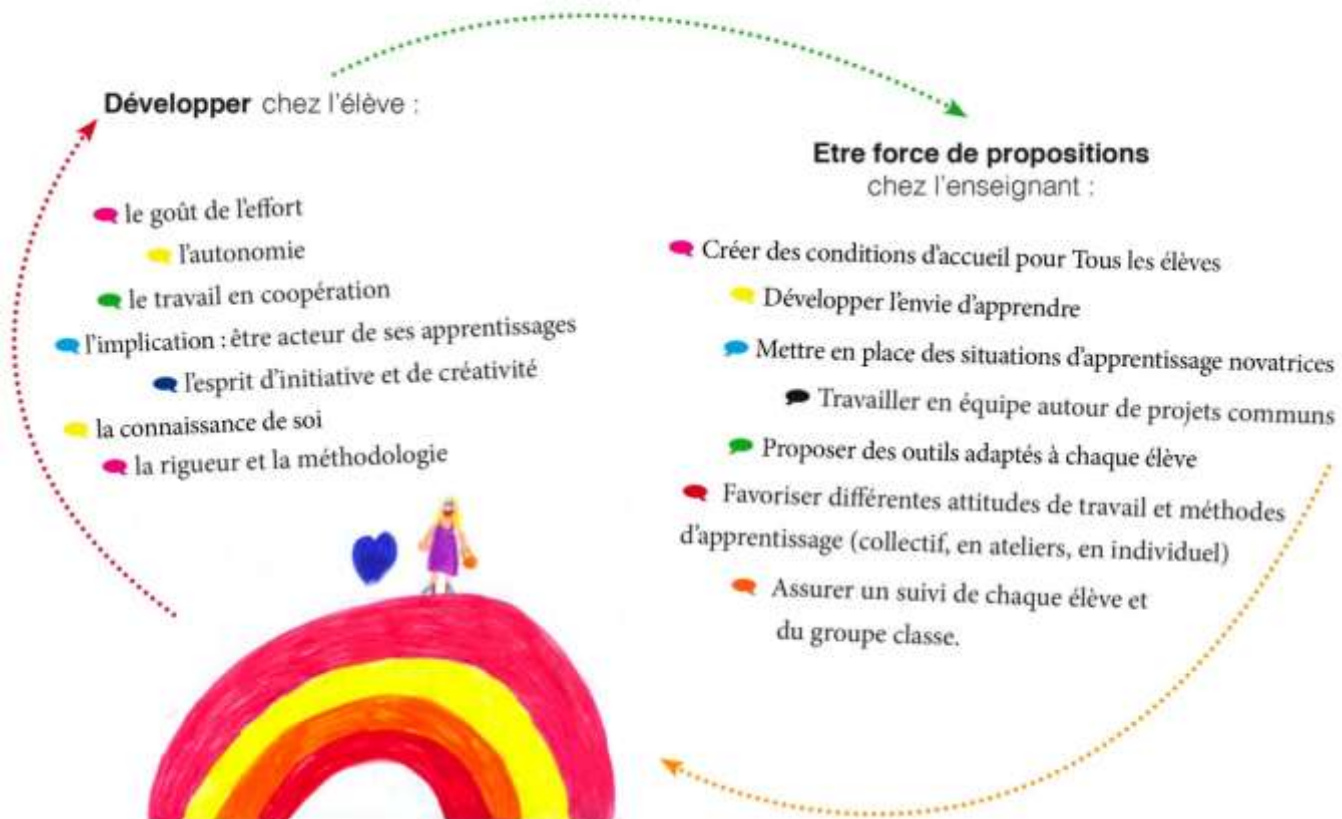 Développer chez l'élève :
le goût de l'effort
l'autonomie
le travail en coopération
l'implication : être acteur de ses apprentissages
l'esprit d'initiative et de créativité
la connaissance de soi
la rigueur et la méthodologie
Etre force de propositions
chez l'enseignant :
Créer des conditions d'accueil pour Tous les élèves
Développer l'envie d'apprendre
Mettre en place des situations d'apprentissage novatrices
Travailler en équipe autour de projets communs
Proposer des outils adaptés à chaque élève
Favoriser différentes attitudes de travail et méthodes
d'apprentissage (collectif, en ateliers, en individuel)
Assurer un suivi de chaque élève et
du groupe classe.